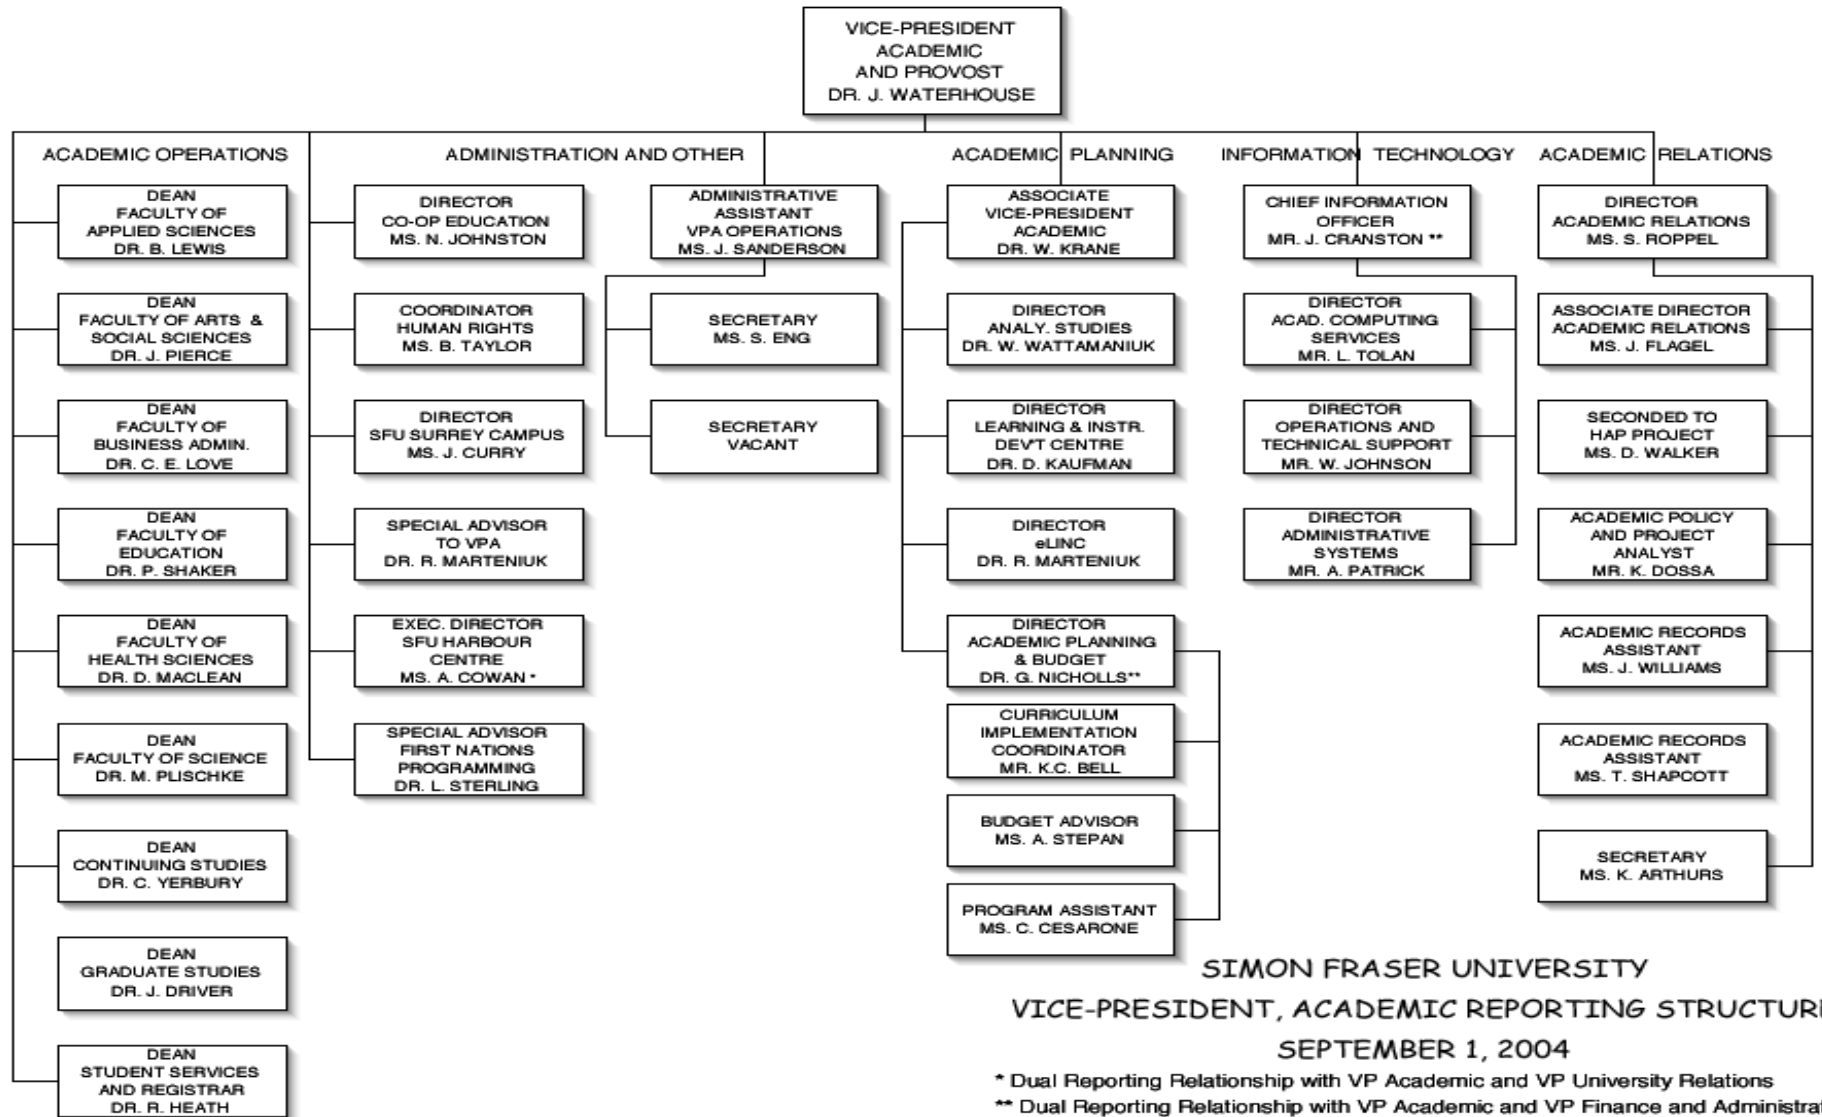 VICE-PRESIDENT
ACADEMIC
AND PROVOST
DR. J. WATERHOUSE
ACADEMIC OPERATIONS
DEAN
FACULTY OF
APPLIED SCIENCES
DR. B. LEWIS
DEAN
FACULTY OF ARTS &
SOCIAL SCIENCES
DR. J. PIERCE
DEAN
FACULTY OF
BUSINESS ADMIN.
DR. C. E. LOVE
DEAN
FACULTY OF
EDUCATION
DR. P. SHAKER
DEAN
FACULTY OF
HEALTH SCIENCES
DR. D. MACLEAN
DEAN
FACULTY OF SCIENCE
DR. M. PLISCHKE
DEAN
CONTINUING STUDIES
DR. C. YERBURY
DEAN
GRADUATE STUDIES
DR. J. DRIVER
DEAN
STUDENT SERVICES
AND REGISTRAR
DR. R. HEATH
ADMINISTRATION AND OTHER
DIRECTOR
CO-OP EDUCATION
MS. N. JOHNSTON
COORDINATOR
HUMAN RIGHTS
MS. B. TAYLOR
DIRECTOR
SFU SURREY CAMPUS
MS. J. CURRY
SPECIAL ADVISOR
TO VPA
DR. R. MARTENIUK
EXEC. DIRECTOR
SFU HARBOUR
CENTRE
MS. A. COWAN *
SPECIAL ADVISOR
FIRST NATIONS
PROGRAMMING
DR. L. STERLING
ADMINISTRATIVE
ASSISTANT
VPA OPERATIONS
MS. J. SANDERSON
SECRETARY
MS. S. ENG
SECRETARY
VACANT
ACADEMIC PLANNING
ASSOCIATE
VICE-PRESIDENT
ACADEMIC
DR. W. KRANE
DIRECTOR
ANALY. STUDIES
DR. W. WATTAMANIUK
DIRECTOR
LEARNING & INSTR.
DEV'T CENTRE
DR. D. KAUFMAN
DIRECTOR
eLINC
DR. R. MARTENIUK
DIRECTOR
ACADEMIC PLANNING
& BUDGET
DR. G. NICHOLLS**
CURRICULUM
IMPLEMENTATION
COORDINATOR
MR. K.C. BELL
BUDGET ADVISOR
MS. A. STEPAN
PROGRAM ASSISTANT
MS. C. CESARONE
INFORMATION TECHNOLOGY
CHIEF INFORMATION
OFFICER
MR. J. CRANSTON **
DIRECTOR
ACAD. COMPUTING
SERVICES
MR. L. TOLAN
DIRECTOR
OPERATIONS AND
TECHNICAL SUPPORT
MR. W. JOHNSON
DIRECTOR
ADMINISTRATIVE
SYSTEMS
MR. A. PATRICK
ACADEMIC RELATIONS
DIRECTOR
ACADEMIC RELATIONS
MS. S. ROPPEL
ASSOCIATE DIRECTOR
ACADEMIC RELATIONS
MS. J. FLAGEL
SECONDED TO
HAP PROJECT
MS. D. WALKER
ACADEMIC POLICY
AND PROJECT
ANALYST
MR. K. DOSSA
ACADEMIC RECORDS
ASSISTANT
MS. J. WILLIAMS
ACADEMIC RECORDS
ASSISTANT
MS. T. SHAPCOTT
SECRETARY
MS. K. ARTHURS
SIMON FRASER UNIVERSITY
VICE-PRESIDENT, ACADEMIC REPORTING STRUCTURE
SEPTEMBER 1, 2004
* Dual Reporting Relationship with VP Academic and VP University Relations
** Dual Reporting Relationship with VP Academic and VP Finance and Administrat